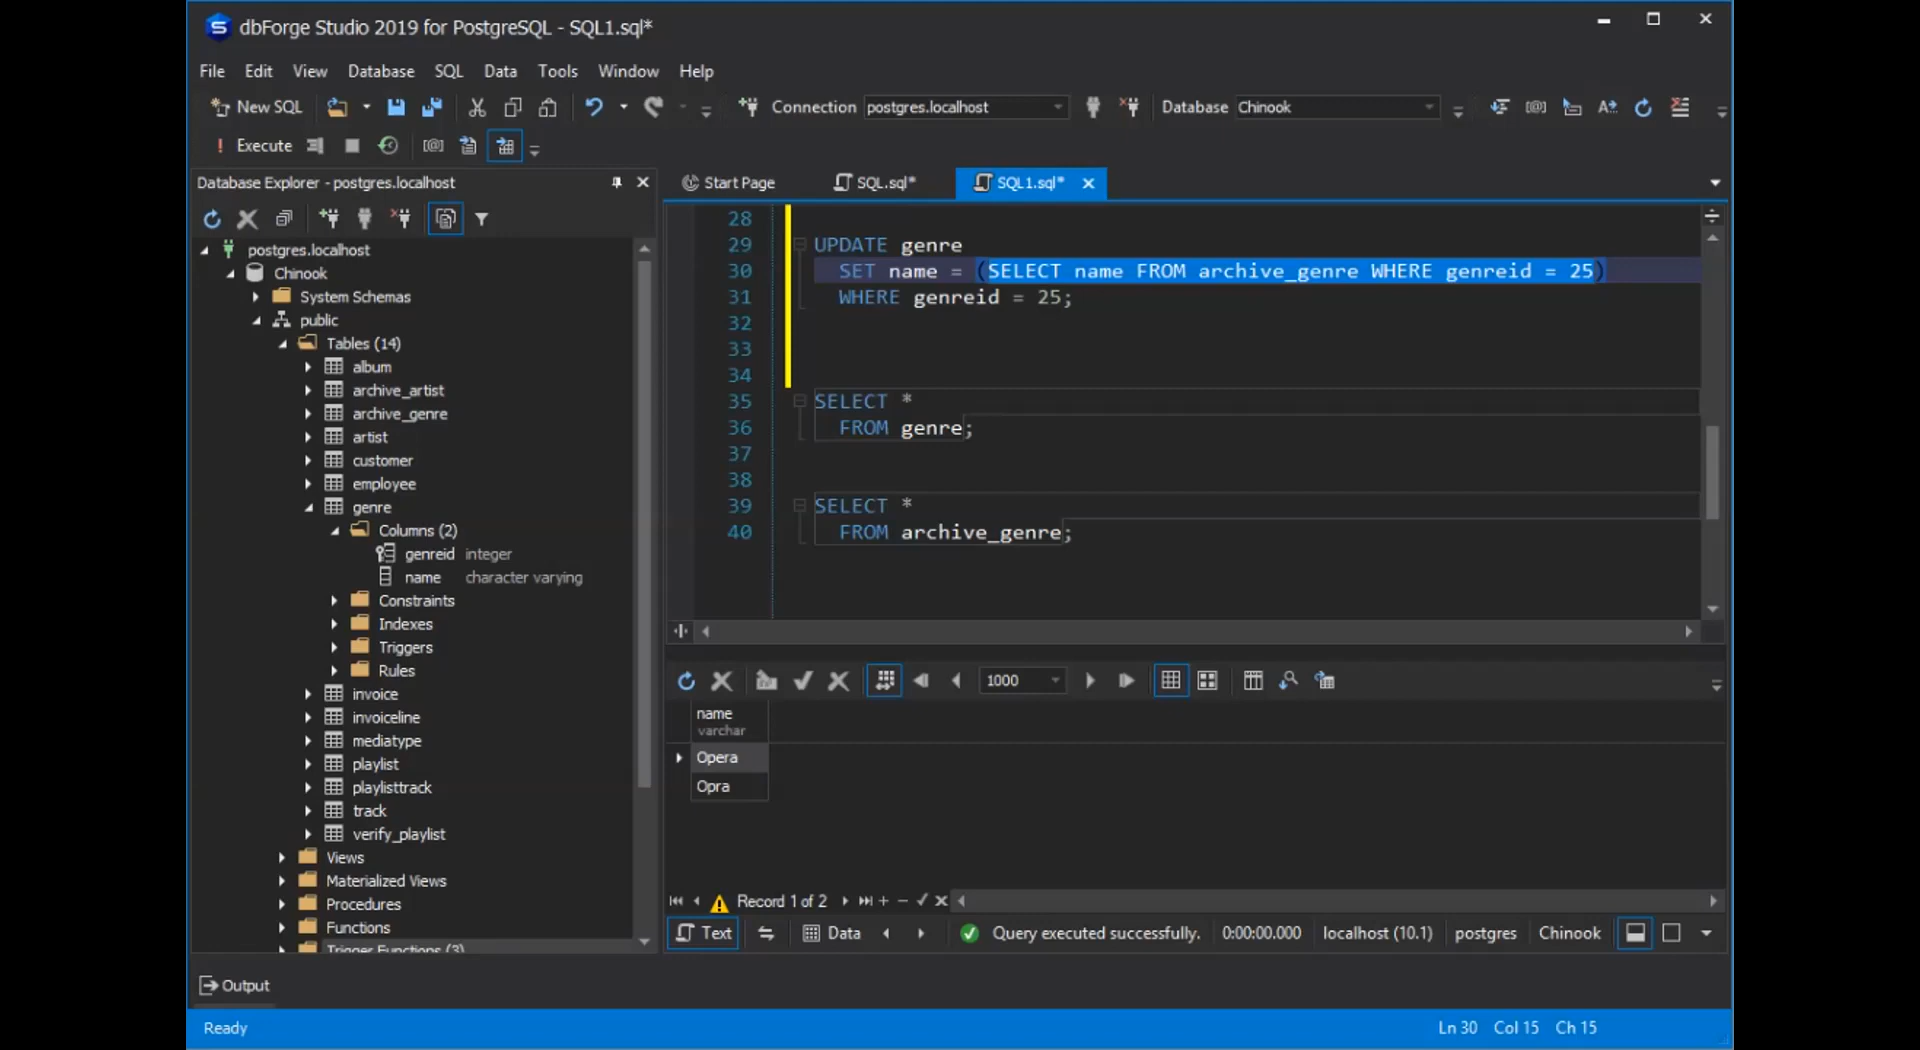 dbForge Studio 2019 for PostgreSQL - SQL1.sql*
File Edit View Database SQL Data Tools Window Help
New SQL Connection postgres.localhost Database Chinook
Execute
Database Explorer - postgres.localhost
Start Page SQL.sql* SQL1.sql*
postgres.localhost
Chinook
System Schemas
public
Tables (14)
album
archive_artist
archive_genre
artist
customer
employee
genre
Columns (2)
genreid integer
name character varying
Constraints
Indexes
Triggers
Rules
invoice
invoiceline
mediatype
playlist
playlisttrack
track
verify_playlist
Views
Materialized Views
Procedures
Functions
Trigger Functions (3)
28
29 UPDATE genre
30 SET name = (SELECT name FROM archive_genre WHERE genreid = 25)
31 WHERE genreid = 25;
32
33
34
35 SELECT *
36 FROM genre;
37
38
39 SELECT *
40 FROM archive_genre;
1000
name
varchar
Opera
Opra
Record 1 of 2
Text Data Query executed successfully. 0:00:00.000 localhost (10.1) postgres Chinook
Output
Ready Ln 30 Col 15 Ch 15